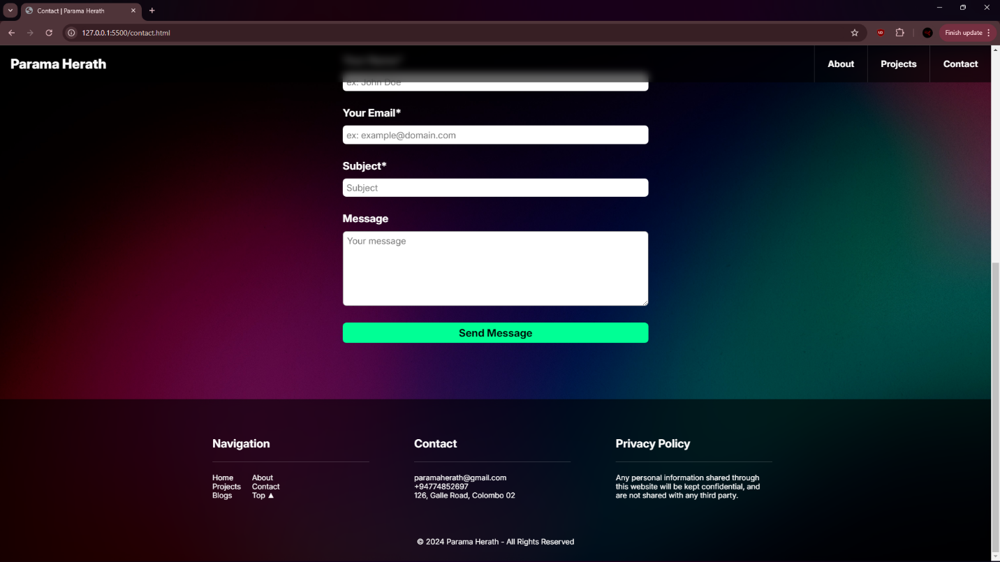 Contact | Parama Herath
127.0.0.1:5500/contact.html
Finish update
Parama Herath
About
Projects
Contact
Your Name*
ex: John Doe
Your Email*
ex: example@domain.com
Subject*
Subject
Message
Your message
Send Message
Navigation
Home About
Projects Contact
Blogs Top ▲
Contact
paramaherath@gmail.com
+94774852697
126, Galle Road, Colombo 02
Privacy Policy
Any personal information shared through
this website will be kept confidential, and
are not shared with any third party.
© 2024 Parama Herath - All Rights Reserved